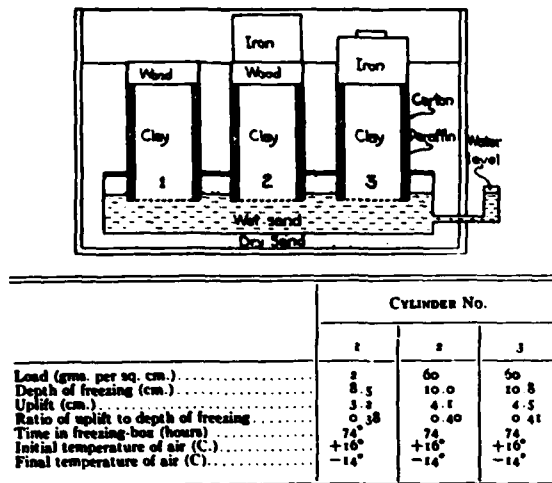 Iron
Wood Wood Iron
Carton
Clay Clay Clay
Paraffin
Water
level
1 2 3
Wet sand
Dry Sand
CYLINDER NO.
1 2 3
Load (gms. per sq. cm.) 2 60 60
Depth of freezing (cm.) 8.5 10.0 10 8
Uplift (cm.) 3.2 4.1 4.5
Ratio of uplift to depth of freezing 0 38 0.40 0 41
Time in freezing-box (hours) 74 74 74
Initial temperature of air (C.) +16° +16° +16°
Final temperature of air (C) −14° −14° −14°